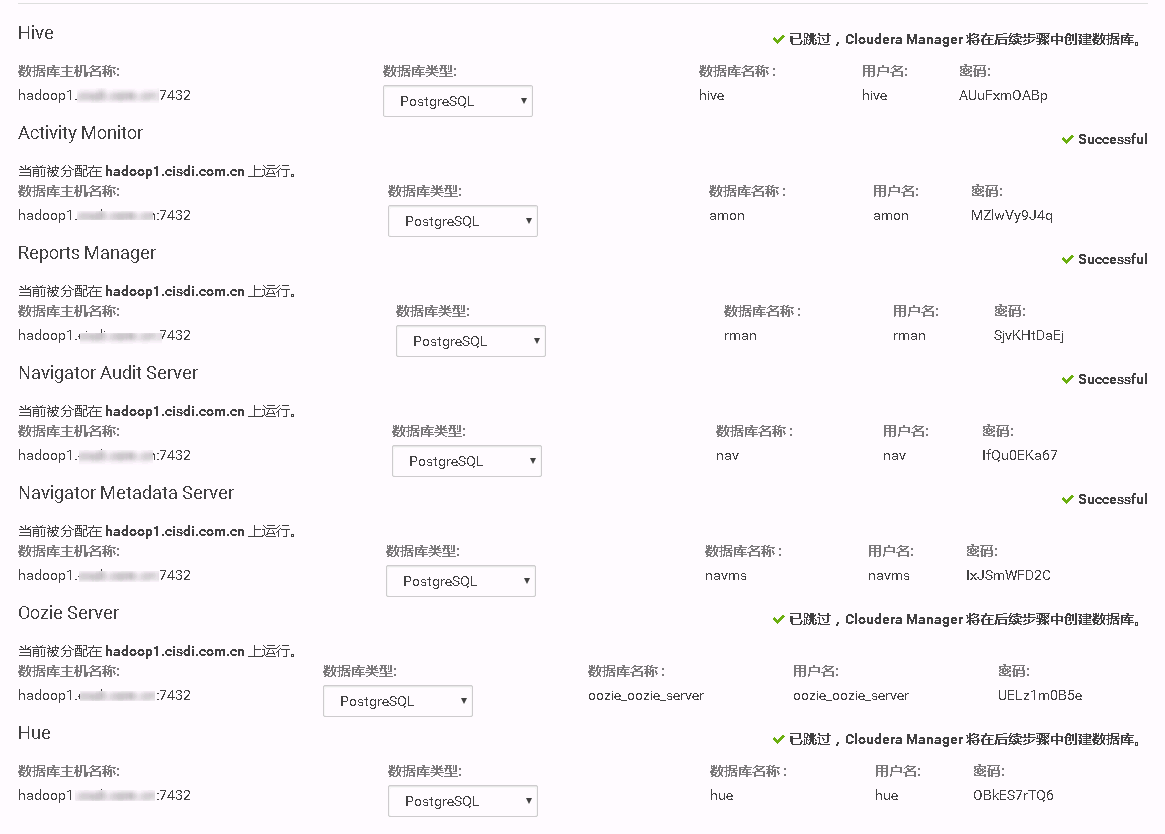 Hive
已跳过，Cloudera Manager 将在后续步骤中创建数据库。
数据库主机名称: 数据库类型: 数据库名称： 用户名: 密码:
hadoop1. :7432 PostgreSQL hive hive AUuFxmOABp
Activity Monitor
Successful
当前被分配在 hadoop1.cisdi.com.cn 上运行。
数据库主机名称: 数据库类型: 数据库名称： 用户名: 密码:
hadoop1. :7432 PostgreSQL amon amon MZlwVy9J4q
Reports Manager
Successful
当前被分配在 hadoop1.cisdi.com.cn 上运行。
数据库主机名称: 数据库类型: 数据库名称： 用户名: 密码:
hadoop1. :7432 PostgreSQL rman rman SjvKHtDaEj
Navigator Audit Server
Successful
当前被分配在 hadoop1.cisdi.com.cn 上运行。
数据库主机名称: 数据库类型: 数据库名称： 用户名: 密码:
hadoop1. :7432 PostgreSQL nav nav IfQu0EKa67
Navigator Metadata Server
Successful
当前被分配在 hadoop1.cisdi.com.cn 上运行。
数据库主机名称: 数据库类型: 数据库名称： 用户名: 密码:
hadoop1. :7432 PostgreSQL navms navms IxJSmWFD2C
Oozie Server
已跳过，Cloudera Manager 将在后续步骤中创建数据库。
当前被分配在 hadoop1.cisdi.com.cn 上运行。
数据库主机名称: 数据库类型: 数据库名称： 用户名: 密码:
hadoop1. :7432 PostgreSQL oozie_oozie_server oozie_oozie_server UELz1m0B5e
Hue
已跳过，Cloudera Manager 将在后续步骤中创建数据库。
数据库主机名称: 数据库类型: 数据库名称： 用户名: 密码:
hadoop1 :7432 PostgreSQL hue hue OBkES7rTQ6